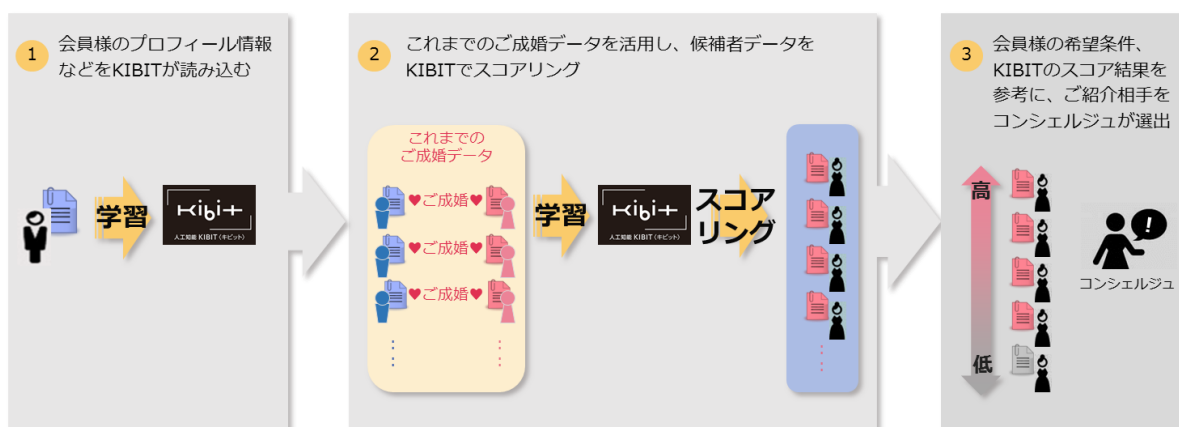 1
会員様のプロフィール情報
などをKIBITが読み込む
学習
KIBIT
人工知能 KIBIT(キビット)
2
これまでのご成婚データを活用し、候補者データを
KIBITでスコアリング
これまでの
ご成婚データ
♥ご成婚♥
♥ご成婚♥
♥ご成婚♥
学習
KIBIT
人工知能 KIBIT(キビット)
スコア
リング
3
会員様の希望条件、
KIBITのスコア結果を
参考に、ご紹介相手を
コンシェルジュが選出
高
低
!
コンシェルジュ